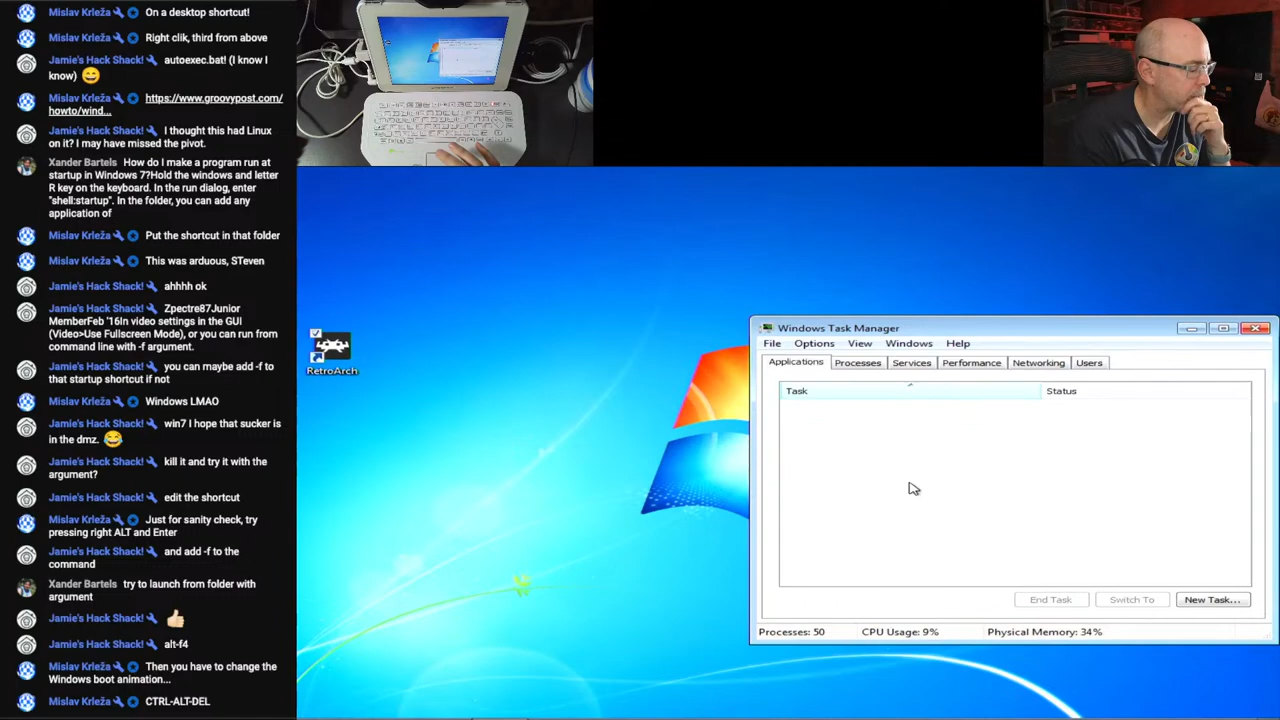 Mislav Krleža On a desktop shortcut!
Mislav Krleža Right clik, third from above
Jamie's Hack Shack! autoexec.bat! (I know I
know) 😄
Mislav Krleža https://www.groovypost.com/
howto/wind...
Jamie's Hack Shack! I thought this had Linux
on it? I may have missed the pivot.
Xander Bartels How do I make a program run at
startup in Windows 7?Hold the windows and letter
R key on the keyboard. In the run dialog, enter
"shell:startup". In the folder, you can add any
application of
Mislav Krleža Put the shortcut in that folder
Mislav Krleža This was arduous, STeven
Jamie's Hack Shack! ahhhh ok
Jamie's Hack Shack! Zpectre87Junior
MemberFeb '16In video settings in the GUI
(Video>Use Fullscreen Mode), or you can run from
command line with -f argument.
Jamie's Hack Shack! you can maybe add -f to
that startup shortcut if not
Mislav Krleža Windows LMAO
Jamie's Hack Shack! win7 I hope that sucker is
in the dmz. 😂
Jamie's Hack Shack! kill it and try it with the
argument?
Jamie's Hack Shack! edit the shortcut
Mislav Krleža Just for sanity check, try
pressing right ALT and Enter
Jamie's Hack Shack! and add -f to the
command
Xander Bartels try to launch from folder with
argument
Jamie's Hack Shack! 👍🏻
Jamie's Hack Shack! alt-f4
Mislav Krleža Then you have to change the
Windows boot animation...
Mislav Krleža CTRL-ALT-DEL
RetroArch
Windows Task Manager
File Options View Windows Help
Applications Processes Services Performance Networking Users
Task Status
End Task Switch To New Task...
Processes: 50 CPU Usage: 9% Physical Memory: 34%